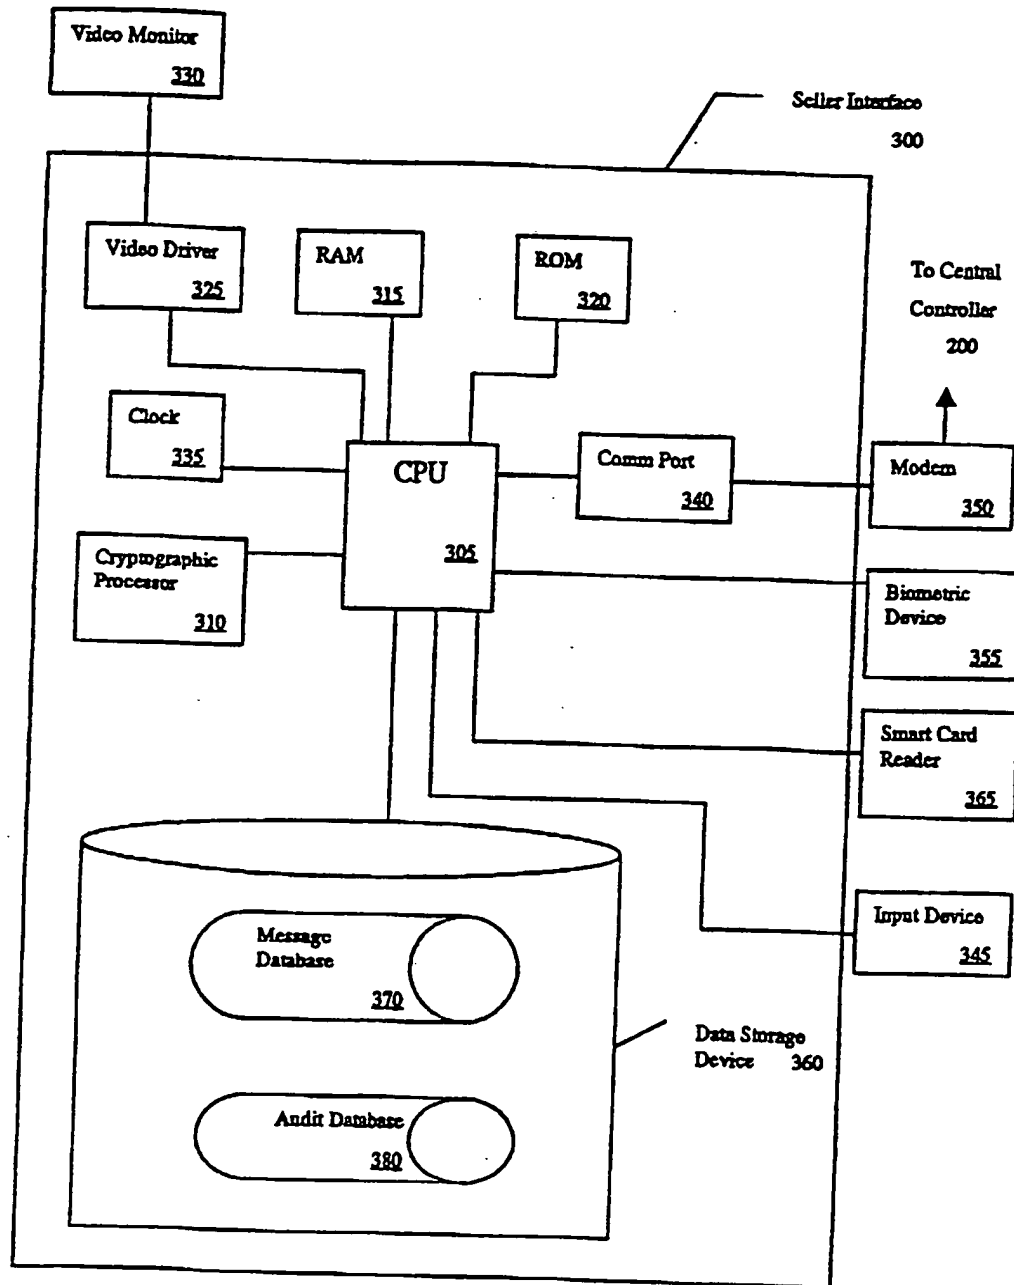 Video Monitor
330
Seller Interface
300
Video Driver
325
RAM
315
ROM
320
To Central
Controller
200
Clock
335
CPU
305
Comm Port
340
Modem
350
Cryptographic
Processor
310
Biometric
Device
355
Smart Card
Reader
365
Message
Database
370
Input Device
345
Data Storage
Device 360
Audit Database
380